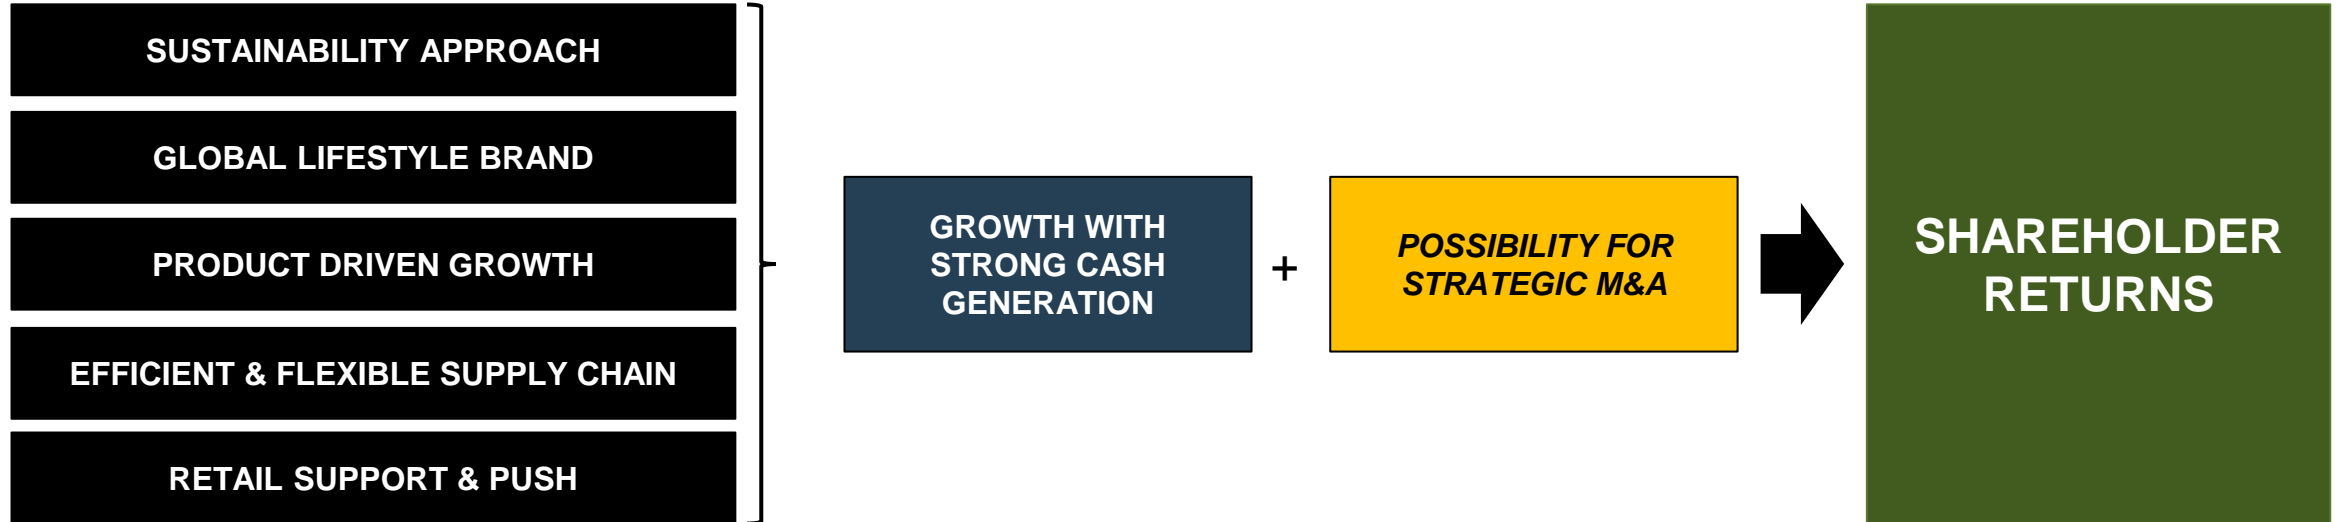 SUSTAINABILITY APPROACH
GLOBAL LIFESTYLE BRAND
PRODUCT DRIVEN GROWTH
EFFICIENT & FLEXIBLE SUPPLY CHAIN
RETAIL SUPPORT & PUSH
GROWTH WITH
STRONG CASH
GENERATION
+
POSSIBILITY FOR
STRATEGIC M&A
SHAREHOLDER
RETURNS